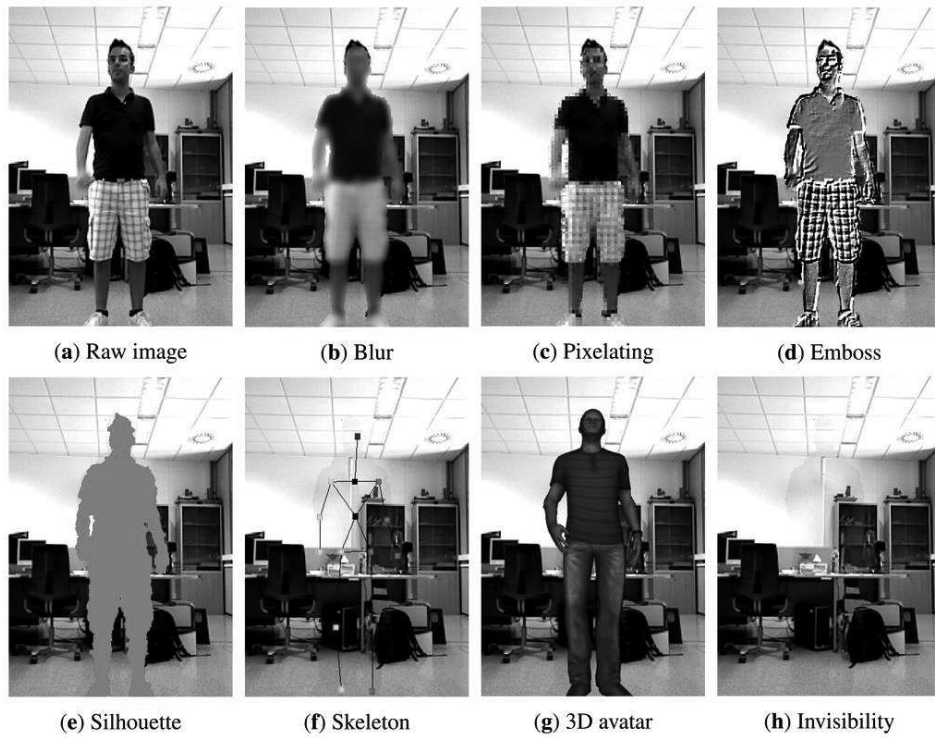 (a) Raw image
(b) Blur
(c) Pixelating
(d) Emboss
(e) Silhouette
(f) Skeleton
(g) 3D avatar
(h) Invisibility